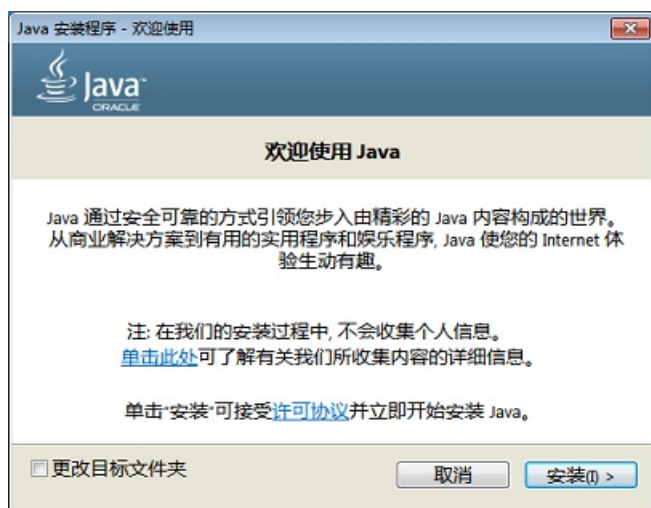 Java 安装程序 - 欢迎使用
Java
ORACLE
欢迎使用 Java
Java 通过安全可靠的方式引领您步入由精彩的 Java 内容构成的世界。
从商业解决方案到有用的实用程序和娱乐程序, Java 使您的 Internet 体
验生动有趣。
注: 在我们的安装过程中, 不会收集个人信息。
单击此处可了解有关我们所收集内容的详细信息。
单击"安装"可接受许可协议并立即开始安装 Java。
更改目标文件夹
取消
安装(I) >